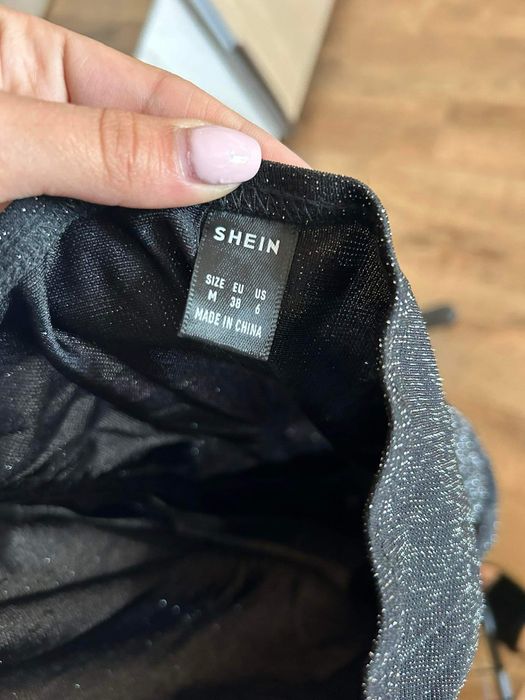 SHEIN
SIZE EU US
M 38 6
MADE IN CHINA